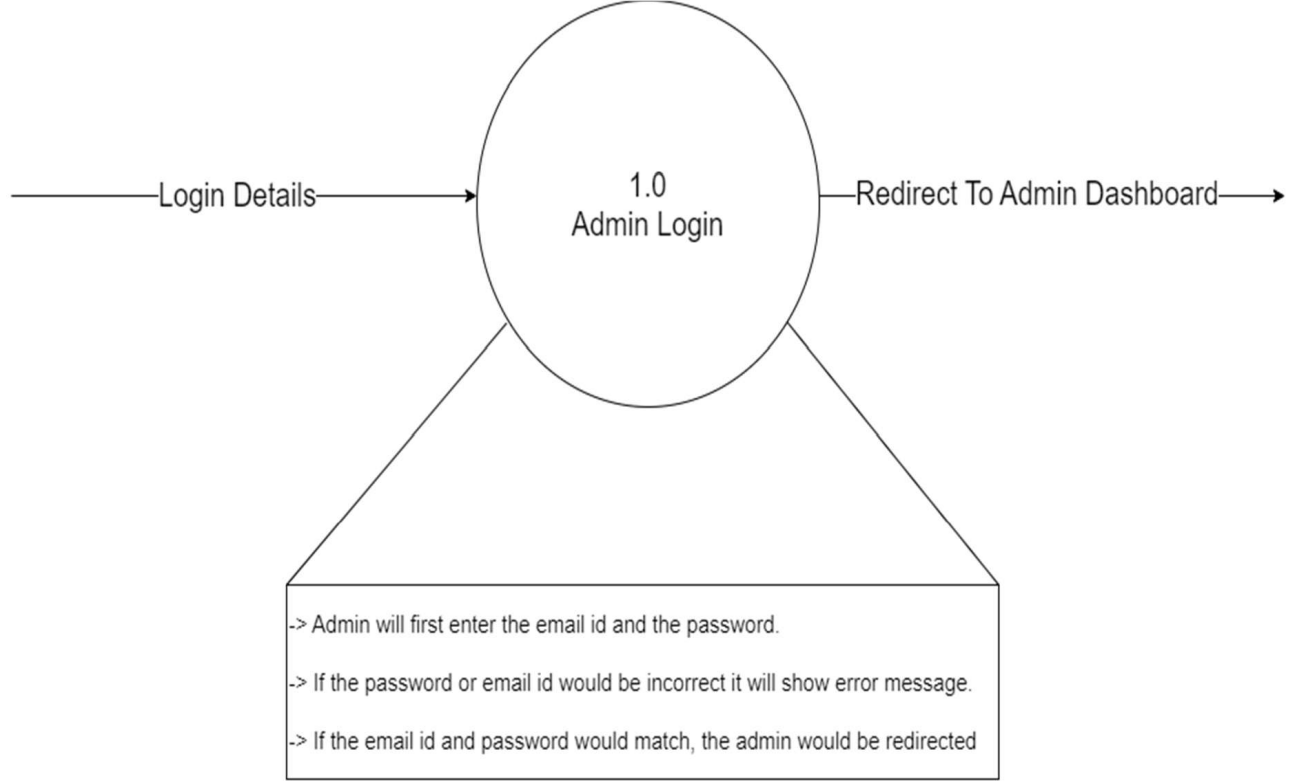 Login Details
1.0
Admin Login
Redirect To Admin Dashboard
-> Admin will first enter the email id and the password.
-> If the password or email id would be incorrect it will show error message.
-> If the email id and password would match, the admin would be redirected